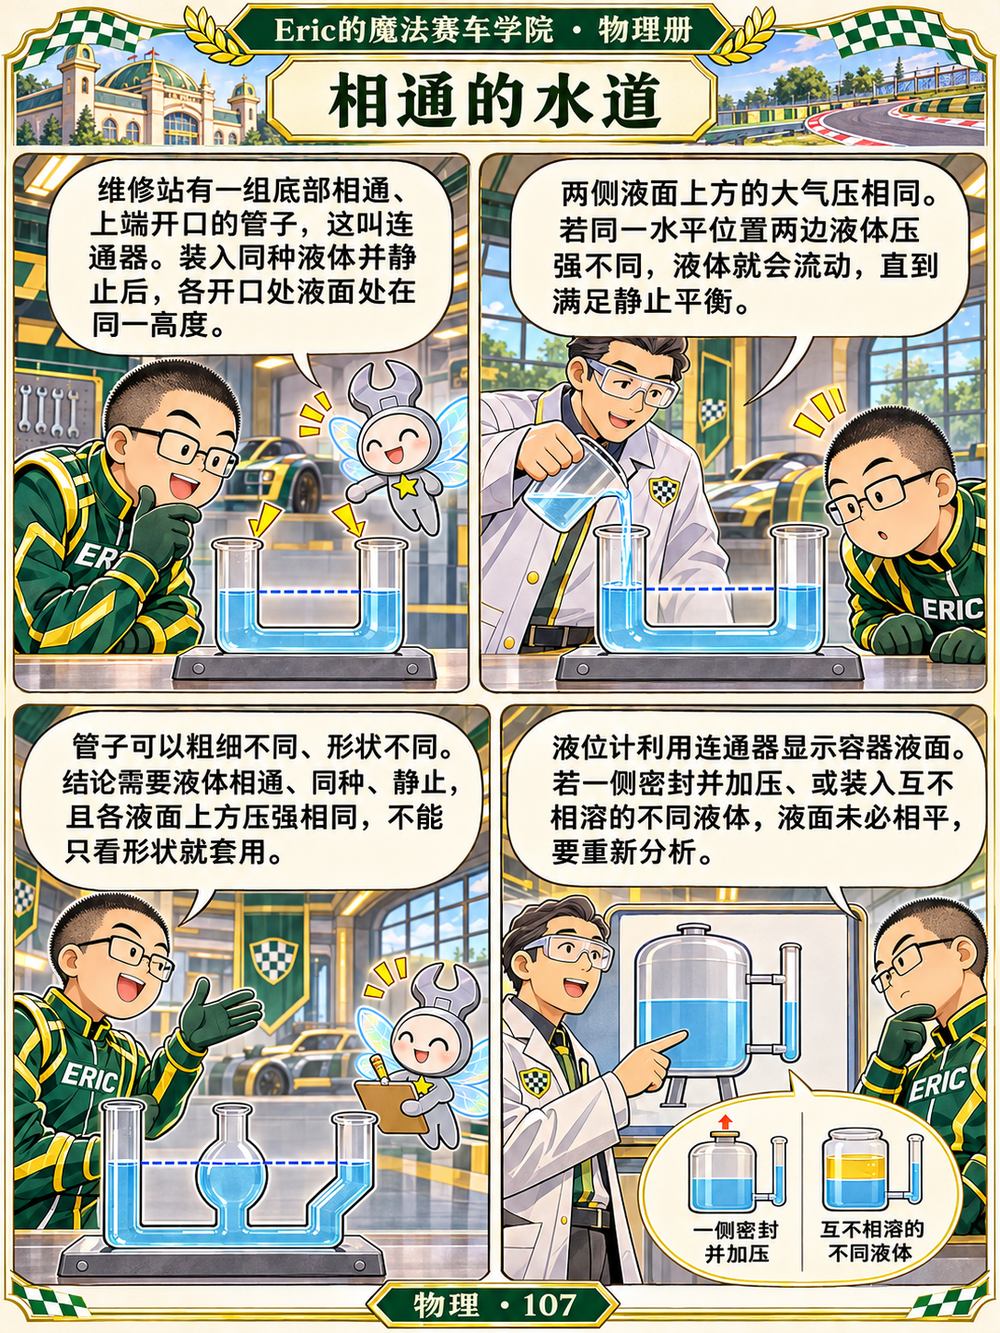 Eric的魔法赛车学院 · 物理册
相通的水道
维修站有一组底部相通、
上端开口的管子，这叫连
通器。装入同种液体并静
止后，各开口处液面处在
同一高度。
ERIC
两侧液面上方的大气压相同。
若同一水平位置两边液体压
强不同，液体就会流动，直到
满足静止平衡。
ERIC
管子可以粗细不同、形状不同。
结论需要液体相通、同种、静止，
且各液面上方压强相同，不能
只看形状就套用。
ERIC
液位计利用连通器显示容器液面。
若一侧密封并加压、或装入互不
相溶的不同液体，液面未必相平，
要重新分析。
ERIC
一侧密封
并加压
互不相溶的
不同液体
物理 · 107